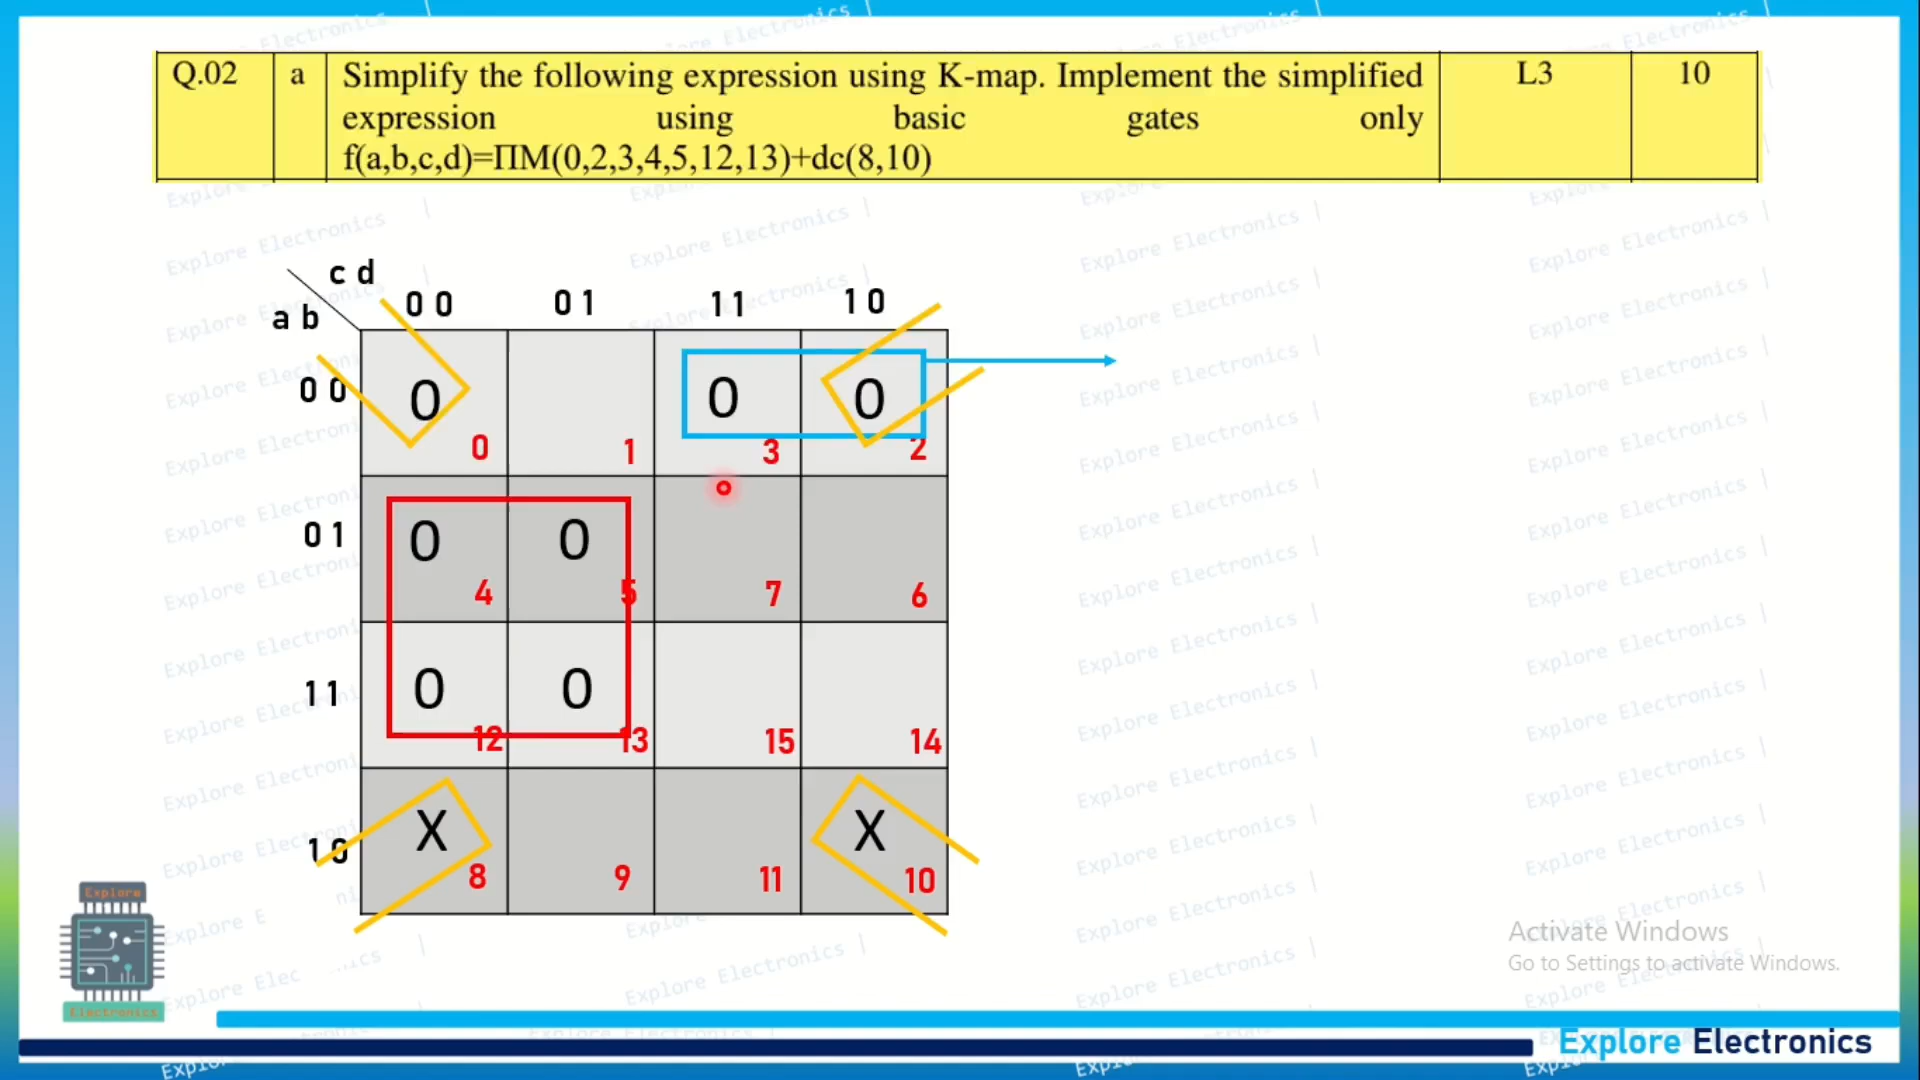 Q.02 a Simplify the following expression using K-map. Implement the simplified L3 10
expression using basic gates only
f(a,b,c,d)=ΠM(0,2,3,4,5,12,13)+dc(8,10)
c d
a b
0 0 0 1 1 1 1 0
0 0 0 0 0
0 1 3 2
0 1 0 0
4 5 7 6
1 1 0 0
12 13 15 14
1 0 X X
8 9 11 10
Explore
Electronics
Activate Windows
Go to Settings to activate Windows.
Explore Electronics